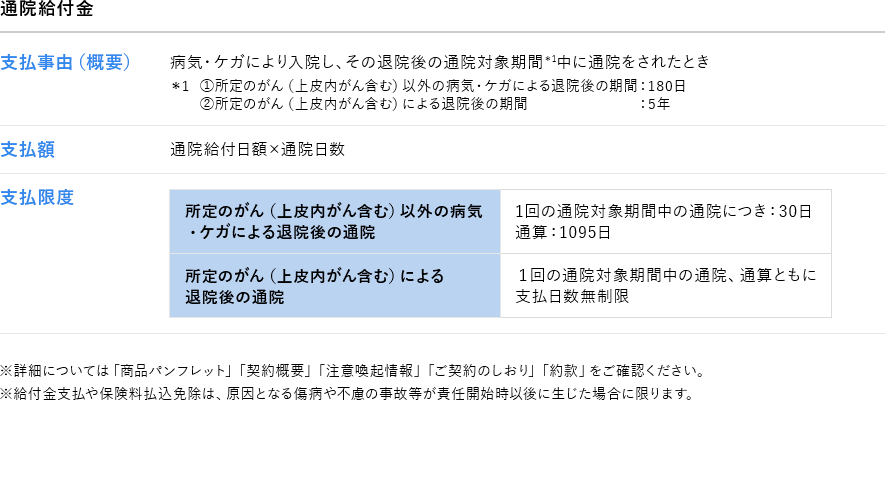 通院給付金
支払事由（概要）
病気・ケガにより入院し、その退院後の通院対象期間*1中に通院をされたとき
＊1 ①所定のがん（上皮内がん含む）以外の病気・ケガによる退院後の期間：180日
②所定のがん（上皮内がん含む）による退院後の期間：5年
支払額
通院給付日額×通院日数
支払限度
所定のがん（上皮内がん含む）以外の病気
・ケガによる退院後の通院
1回の通院対象期間中の通院につき：30日
通算：1095日
所定のがん（上皮内がん含む）による
退院後の通院
1回の通院対象期間中の通院、通算ともに
支払日数無制限
※詳細については「商品パンフレット」「契約概要」「注意喚起情報」「ご契約のしおり」「約款」をご確認ください。
※給付金支払や保険料払込免除は、原因となる傷病や不慮の事故等が責任開始時以後に生じた場合に限ります。